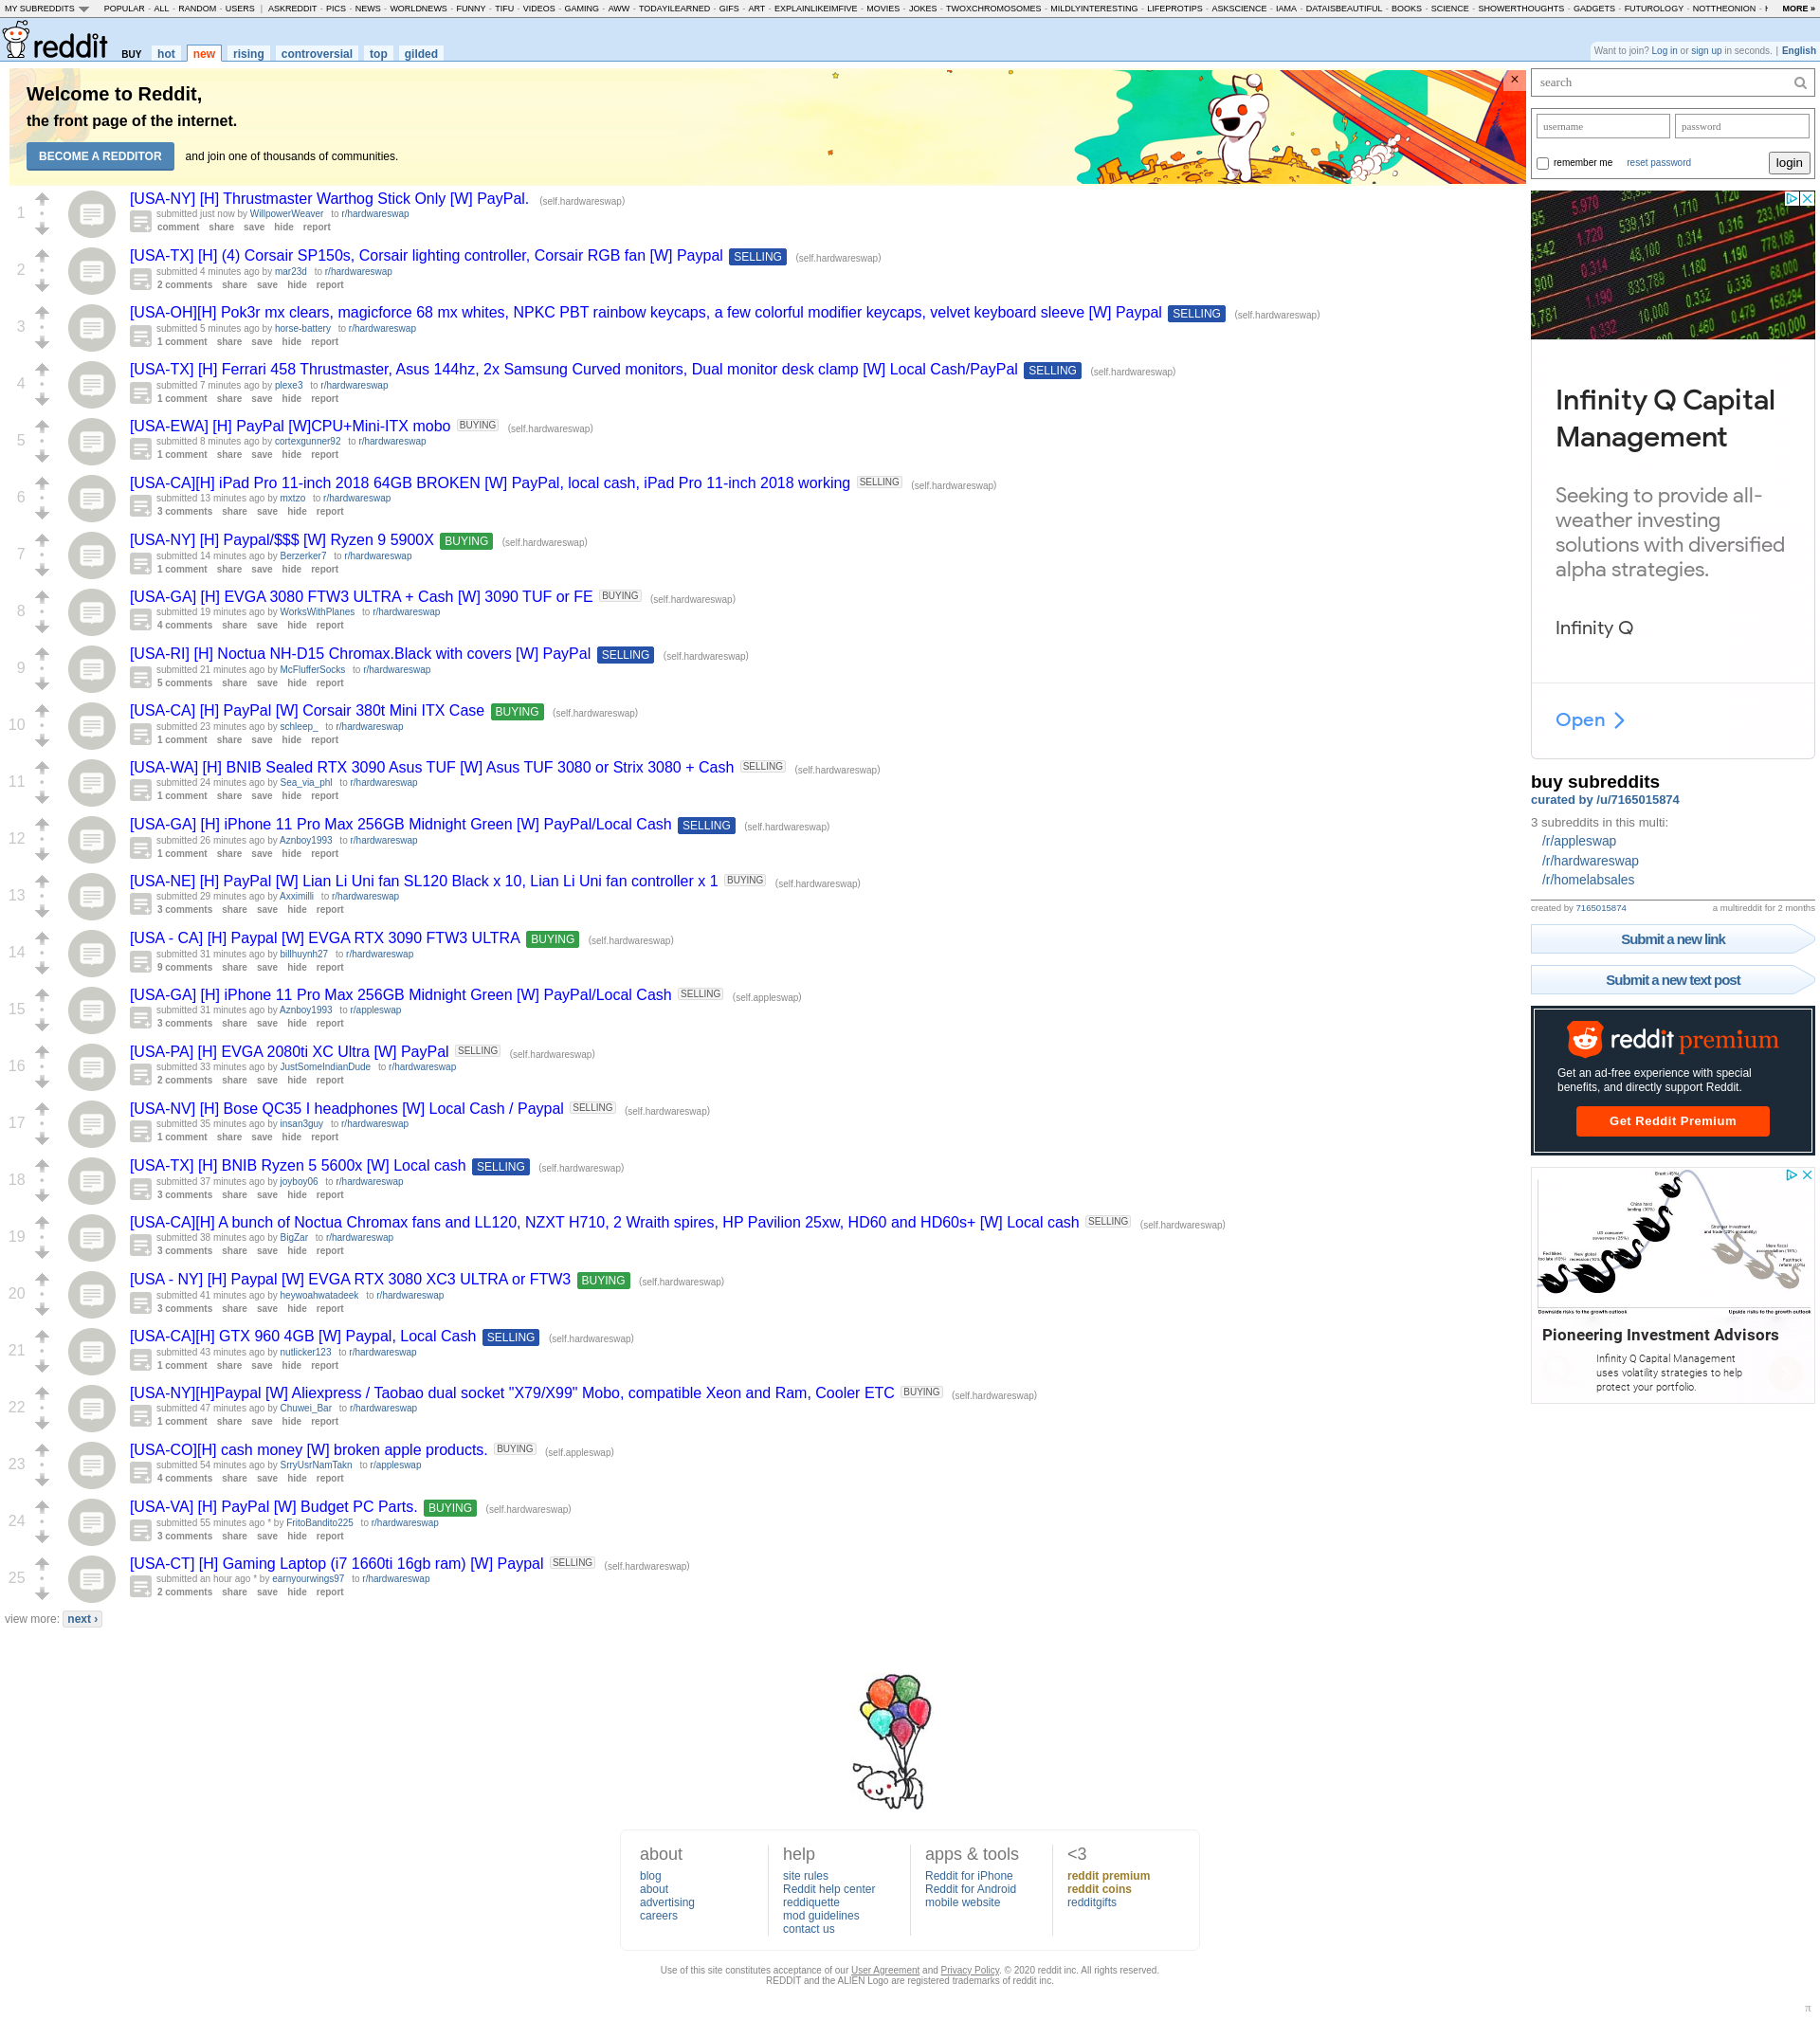 MY SUBREDDITS POPULAR - ALL - RANDOM - USERS | ASKREDDIT - PICS - NEWS - WORLDNEWS - FUNNY - TIFU - VIDEOS - GAMING - AWW - TODAYILEARNED - GIFS - ART - EXPLAINLIKEIMFIVE - MOVIES - JOKES - TWOXCHROMOSOMES - MILDLYINTERESTING - LIFEPROTIPS - ASKSCIENCE - IAMA - DATAISBEAUTIFUL - BOOKS - SCIENCE - SHOWERTHOUGHTS - GADGETS - FUTUROLOGY - NOTTHEONION - MORE »
reddit BUY hot new rising controversial top gilded
Want to join? Log in or sign up in seconds. | English
Welcome to Reddit,
the front page of the internet.
BECOME A REDDITOR and join one of thousands of communities.
×
1
[USA-NY] [H] Thrustmaster Warthog Stick Only [W] PayPal. (self.hardwareswap)
submitted just now by WillpowerWeaver to r/hardwareswap
comment share save hide report
2
[USA-TX] [H] (4) Corsair SP150s, Corsair lighting controller, Corsair RGB fan [W] Paypal SELLING (self.hardwareswap)
submitted 4 minutes ago by mar23d to r/hardwareswap
2 comments share save hide report
3
[USA-OH][H] Pok3r mx clears, magicforce 68 mx whites, NPKC PBT rainbow keycaps, a few colorful modifier keycaps, velvet keyboard sleeve [W] Paypal SELLING (self.hardwareswap)
submitted 5 minutes ago by horse-battery to r/hardwareswap
1 comment share save hide report
4
[USA-TX] [H] Ferrari 458 Thrustmaster, Asus 144hz, 2x Samsung Curved monitors, Dual monitor desk clamp [W] Local Cash/PayPal SELLING (self.hardwareswap)
submitted 7 minutes ago by plexe3 to r/hardwareswap
1 comment share save hide report
5
[USA-EWA] [H] PayPal [W]CPU+Mini-ITX mobo BUYING (self.hardwareswap)
submitted 8 minutes ago by cortexgunner92 to r/hardwareswap
1 comment share save hide report
6
[USA-CA][H] iPad Pro 11-inch 2018 64GB BROKEN [W] PayPal, local cash, iPad Pro 11-inch 2018 working SELLING (self.hardwareswap)
submitted 13 minutes ago by mxtzo to r/hardwareswap
3 comments share save hide report
7
[USA-NY] [H] Paypal/$$$ [W] Ryzen 9 5900X BUYING (self.hardwareswap)
submitted 14 minutes ago by Berzerker7 to r/hardwareswap
1 comment share save hide report
8
[USA-GA] [H] EVGA 3080 FTW3 ULTRA + Cash [W] 3090 TUF or FE BUYING (self.hardwareswap)
submitted 19 minutes ago by WorksWithPlanes to r/hardwareswap
4 comments share save hide report
9
[USA-RI] [H] Noctua NH-D15 Chromax.Black with covers [W] PayPal SELLING (self.hardwareswap)
submitted 21 minutes ago by McFlufferSocks to r/hardwareswap
5 comments share save hide report
10
[USA-CA] [H] PayPal [W] Corsair 380t Mini ITX Case BUYING (self.hardwareswap)
submitted 23 minutes ago by schleep_ to r/hardwareswap
1 comment share save hide report
11
[USA-WA] [H] BNIB Sealed RTX 3090 Asus TUF [W] Asus TUF 3080 or Strix 3080 + Cash SELLING (self.hardwareswap)
submitted 24 minutes ago by Sea_via_phl to r/hardwareswap
1 comment share save hide report
12
[USA-GA] [H] iPhone 11 Pro Max 256GB Midnight Green [W] PayPal/Local Cash SELLING (self.hardwareswap)
submitted 26 minutes ago by Aznboy1993 to r/hardwareswap
1 comment share save hide report
13
[USA-NE] [H] PayPal [W] Lian Li Uni fan SL120 Black x 10, Lian Li Uni fan controller x 1 BUYING (self.hardwareswap)
submitted 29 minutes ago by Axximilli to r/hardwareswap
3 comments share save hide report
14
[USA - CA] [H] Paypal [W] EVGA RTX 3090 FTW3 ULTRA BUYING (self.hardwareswap)
submitted 31 minutes ago by billhuynh27 to r/hardwareswap
9 comments share save hide report
15
[USA-GA] [H] iPhone 11 Pro Max 256GB Midnight Green [W] PayPal/Local Cash SELLING (self.appleswap)
submitted 31 minutes ago by Aznboy1993 to r/appleswap
3 comments share save hide report
16
[USA-PA] [H] EVGA 2080ti XC Ultra [W] PayPal SELLING (self.hardwareswap)
submitted 33 minutes ago by JustSomeIndianDude to r/hardwareswap
2 comments share save hide report
17
[USA-NV] [H] Bose QC35 I headphones [W] Local Cash / Paypal SELLING (self.hardwareswap)
submitted 35 minutes ago by insan3guy to r/hardwareswap
1 comment share save hide report
18
[USA-TX] [H] BNIB Ryzen 5 5600x [W] Local cash SELLING (self.hardwareswap)
submitted 37 minutes ago by joyboy06 to r/hardwareswap
3 comments share save hide report
19
[USA-CA][H] A bunch of Noctua Chromax fans and LL120, NZXT H710, 2 Wraith spires, HP Pavilion 25xw, HD60 and HD60s+ [W] Local cash SELLING (self.hardwareswap)
submitted 38 minutes ago by BigZar to r/hardwareswap
3 comments share save hide report
20
[USA - NY] [H] Paypal [W] EVGA RTX 3080 XC3 ULTRA or FTW3 BUYING (self.hardwareswap)
submitted 41 minutes ago by heywoahwatadeek to r/hardwareswap
3 comments share save hide report
21
[USA-CA][H] GTX 960 4GB [W] Paypal, Local Cash SELLING (self.hardwareswap)
submitted 43 minutes ago by nutlicker123 to r/hardwareswap
1 comment share save hide report
22
[USA-NY][H]Paypal [W] Aliexpress / Taobao dual socket "X79/X99" Mobo, compatible Xeon and Ram, Cooler ETC BUYING (self.hardwareswap)
submitted 47 minutes ago by Chuwei_Bar to r/hardwareswap
1 comment share save hide report
23
[USA-CO][H] cash money [W] broken apple products. BUYING (self.appleswap)
submitted 54 minutes ago by SrryUsrNamTakn to r/appleswap
4 comments share save hide report
24
[USA-VA] [H] PayPal [W] Budget PC Parts. BUYING (self.hardwareswap)
submitted 55 minutes ago * by FritoBandito225 to r/hardwareswap
3 comments share save hide report
25
[USA-CT] [H] Gaming Laptop (i7 1660ti 16gb ram) [W] Paypal SELLING (self.hardwareswap)
submitted an hour ago * by earnyourwings97 to r/hardwareswap
2 comments share save hide report
view more: next ›
search
username password
remember me reset password login
Infinity Q Capital
Management
Seeking to provide all-
weather investing
solutions with diversified
alpha strategies.
Infinity Q
Open
buy subreddits
curated by /u/7165015874
3 subreddits in this multi:
/r/appleswap
/r/hardwareswap
/r/homelabsales
created by 7165015874 a multireddit for 2 months
Submit a new link
Submit a new text post
reddit premium
Get an ad-free experience with special
benefits, and directly support Reddit.
Get Reddit Premium
Downside risks to the growth outlook Upside risks to the growth outlook
Pioneering Investment Advisors
Infinity Q Capital Management
uses volatility strategies to help
protect your portfolio.
about
blog
about
advertising
careers
help
site rules
Reddit help center
reddiquette
mod guidelines
contact us
apps & tools
Reddit for iPhone
Reddit for Android
mobile website
<3
reddit premium
reddit coins
redditgifts
Use of this site constitutes acceptance of our User Agreement and Privacy Policy. © 2020 reddit inc. All rights reserved.
REDDIT and the ALIEN Logo are registered trademarks of reddit inc.
π